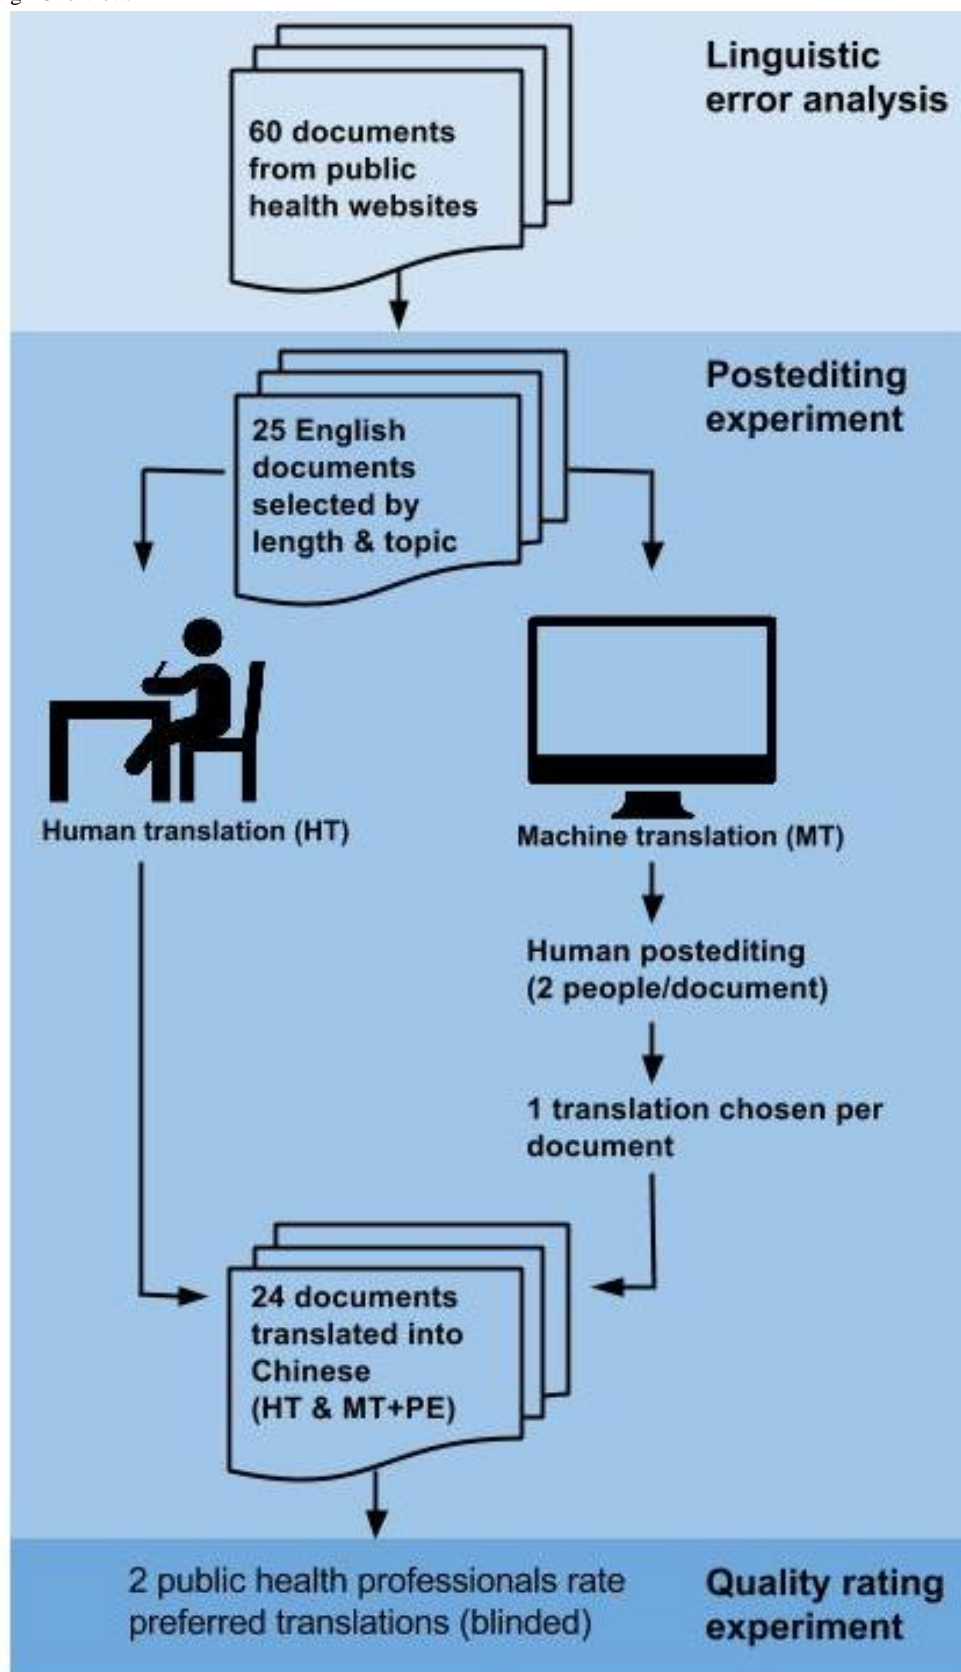 Linguistic
error analysis
60 documents
from public
health websites
Postediting
experiment
25 English
documents
selected by
length & topic
Human translation (HT)
Machine translation (MT)
Human postediting
(2 people/document)
1 translation chosen per
document
24 documents
translated into
Chinese
(HT & MT+PE)
2 public health professionals rate
preferred translations (blinded)
Quality rating
experiment